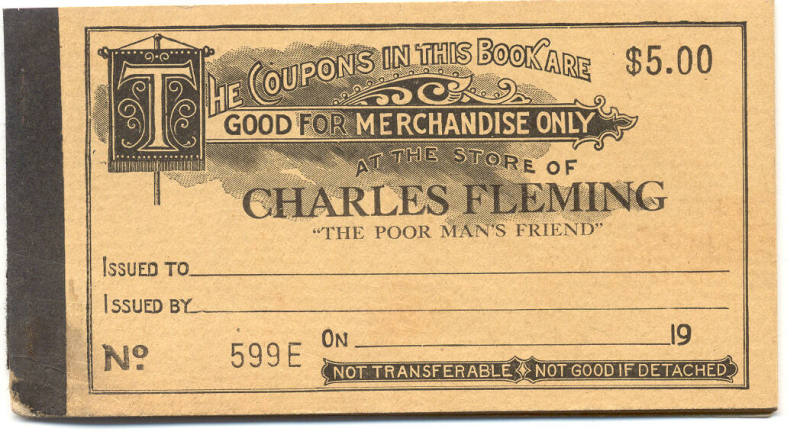 THE COUPONS IN THIS BOOK ARE
$5.00
GOOD FOR MERCHANDISE ONLY
AT THE STORE OF
CHARLES FLEMING
"THE POOR MAN'S FRIEND"
ISSUED TO
ISSUED BY
ON 19
No 599E
NOT TRANSFERABLE NOT GOOD IF DETACHED